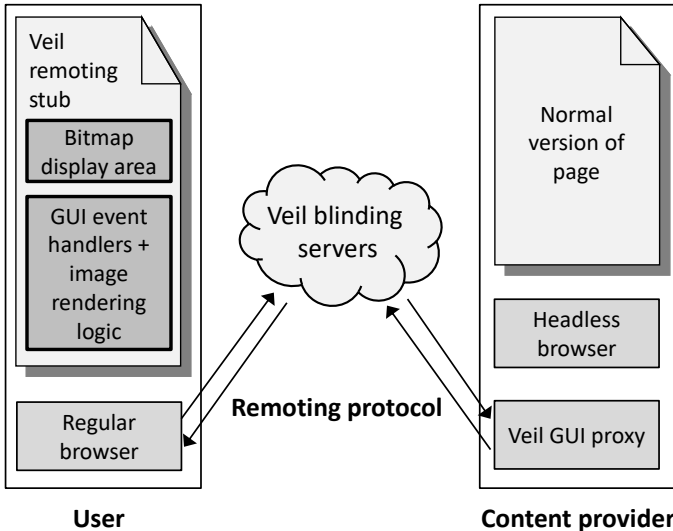 Veil
remoting
stub
Bitmap
display area
GUI event
handlers +
image
rendering
logic
Regular
browser
User
Veil blinding
servers
Remoting protocol
Normal
version of
page
Headless
browser
Veil GUI proxy
Content provider